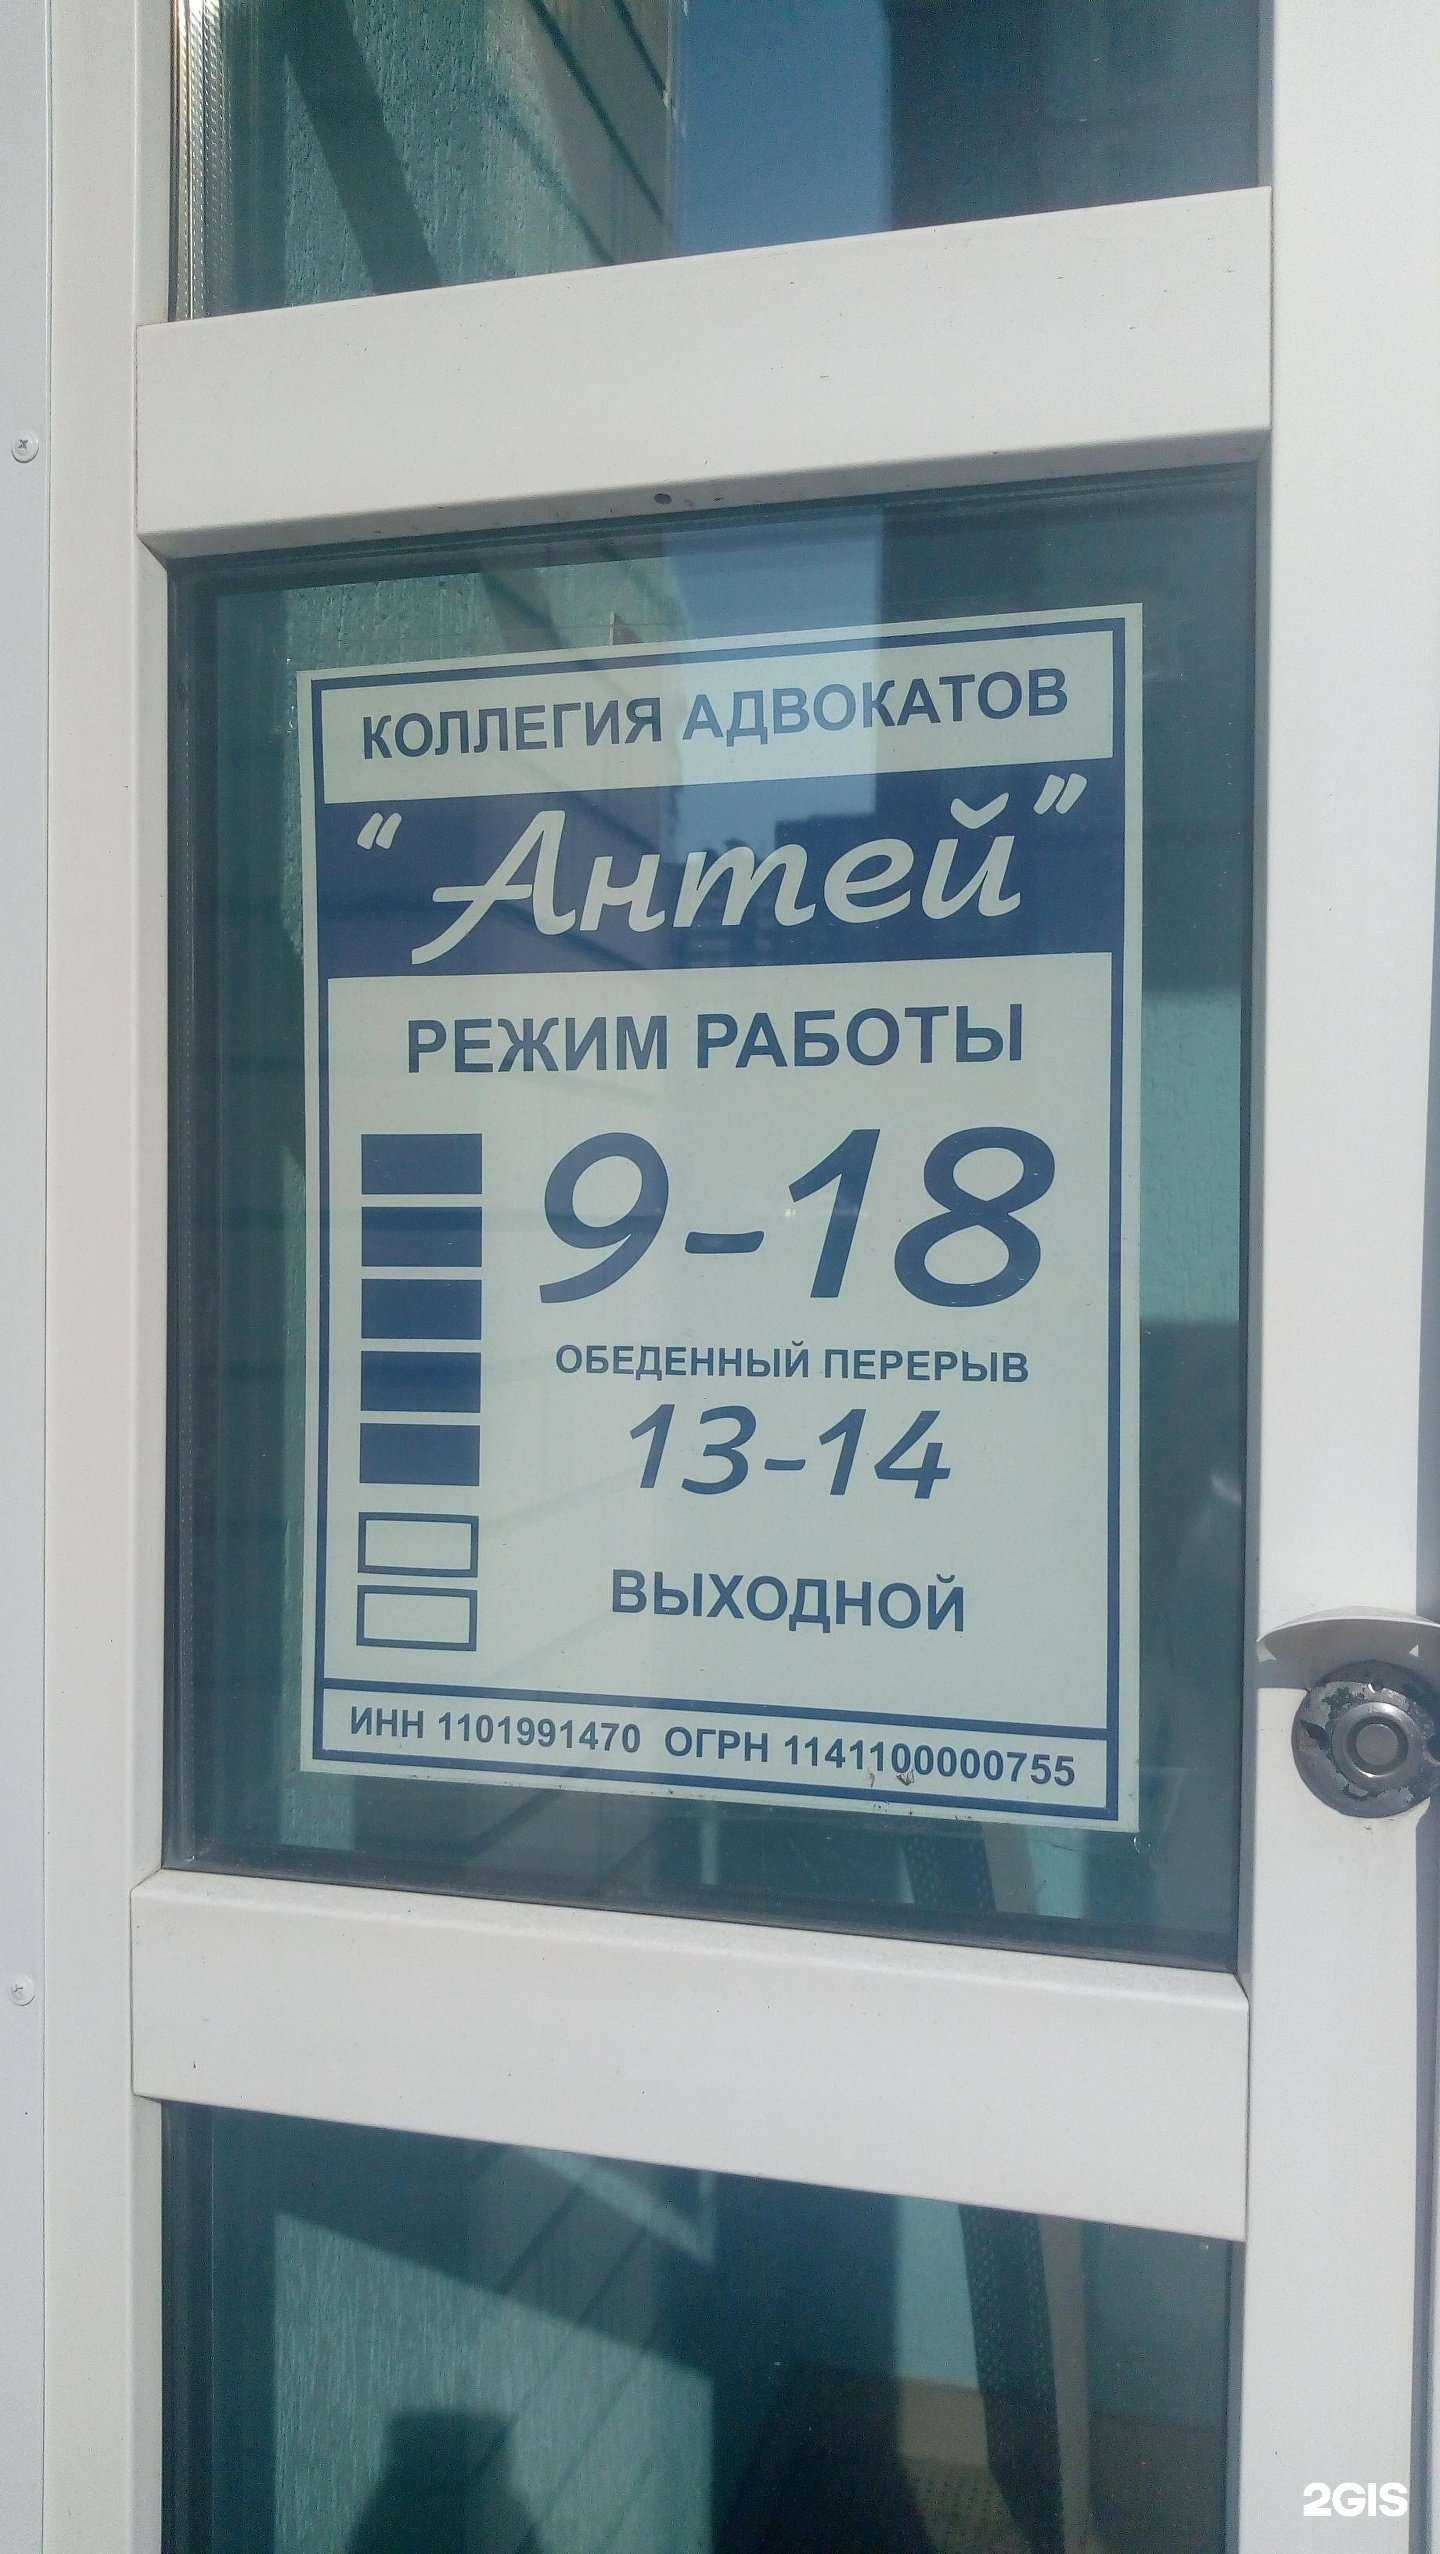 КОЛЛЕГИЯ АДВОКАТОВ
"Антей"
РЕЖИМ РАБОТЫ
9-18
ОБЕДЕННЫЙ ПЕРЕРЫВ
13-14
ВЫХОДНОЙ
ИНН 1101991470 ОГРН 1141100000755
2GIS